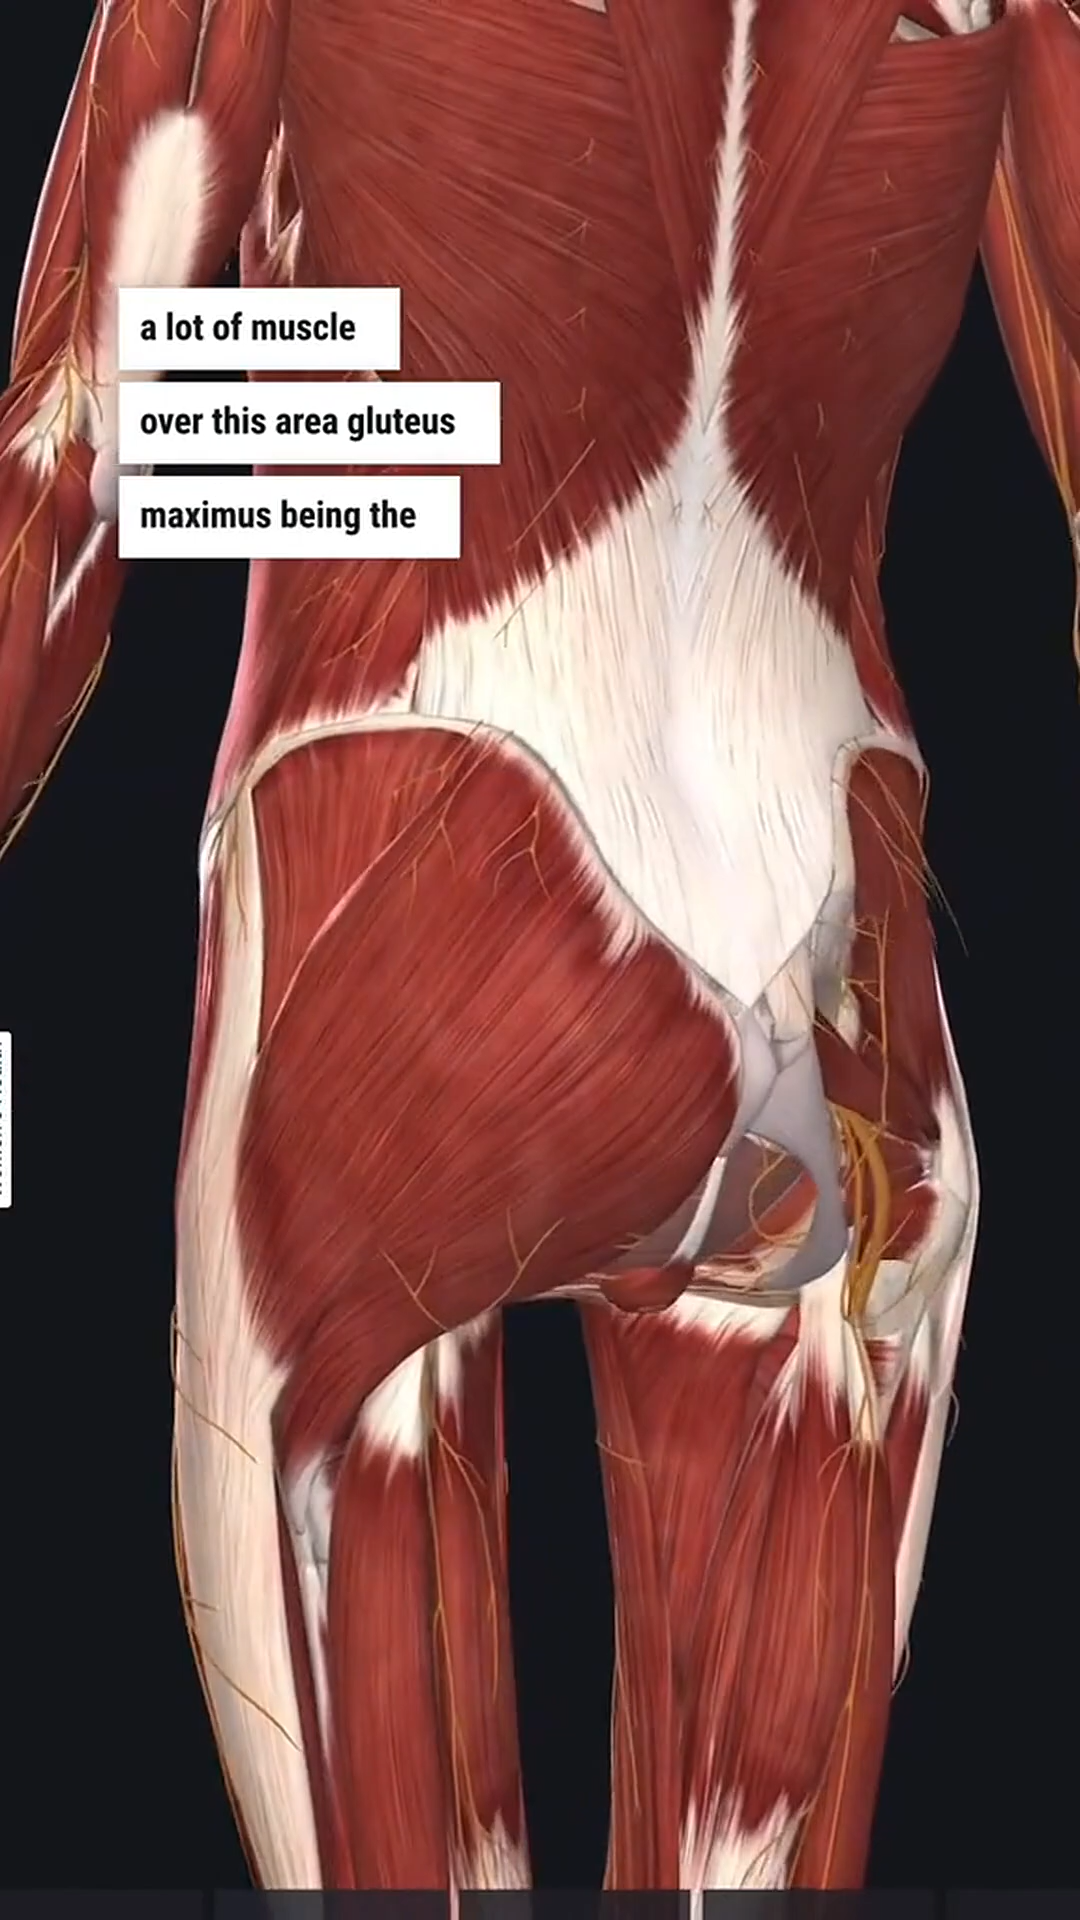 a lot of muscle
over this area gluteus
maximus being the